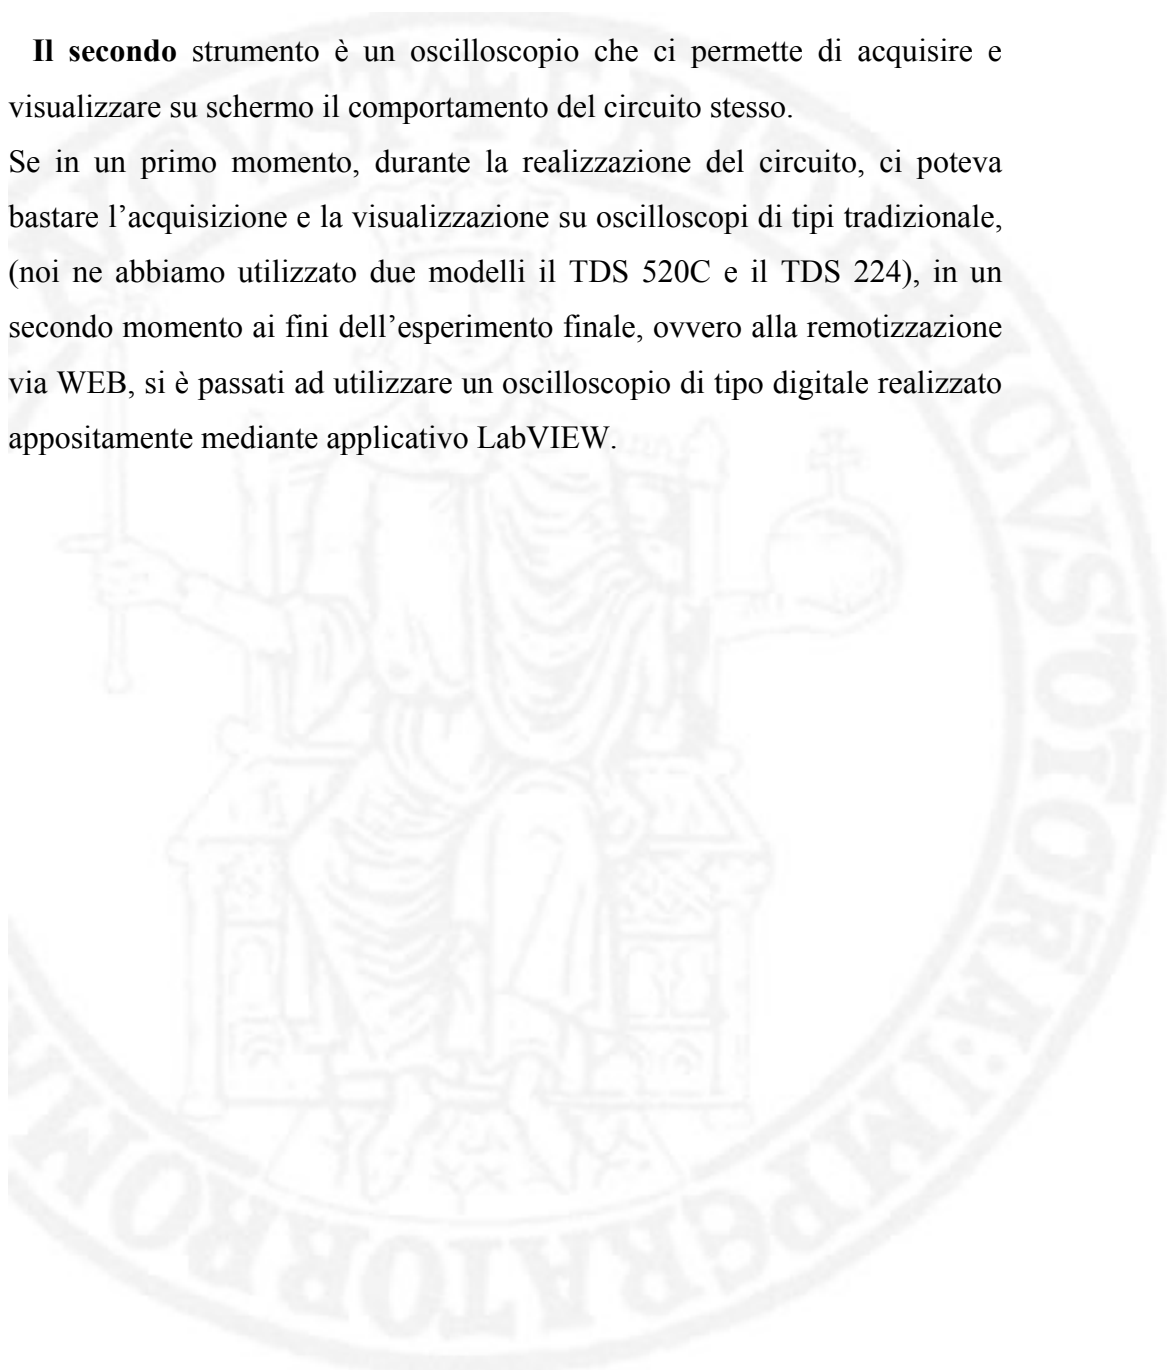 Il secondo strumento è un oscilloscopio che ci permette di acquisire e
visualizzare su schermo il comportamento del circuito stesso.
Se in un primo momento, durante la realizzazione del circuito, ci poteva
bastare l’acquisizione e la visualizzazione su oscilloscopi di tipi tradizionale,
(noi ne abbiamo utilizzato due modelli il TDS 520C e il TDS 224), in un
secondo momento ai fini dell’esperimento finale, ovvero alla remotizzazione
via WEB, si è passati ad utilizzare un oscilloscopio di tipo digitale realizzato
appositamente mediante applicativo LabVIEW.